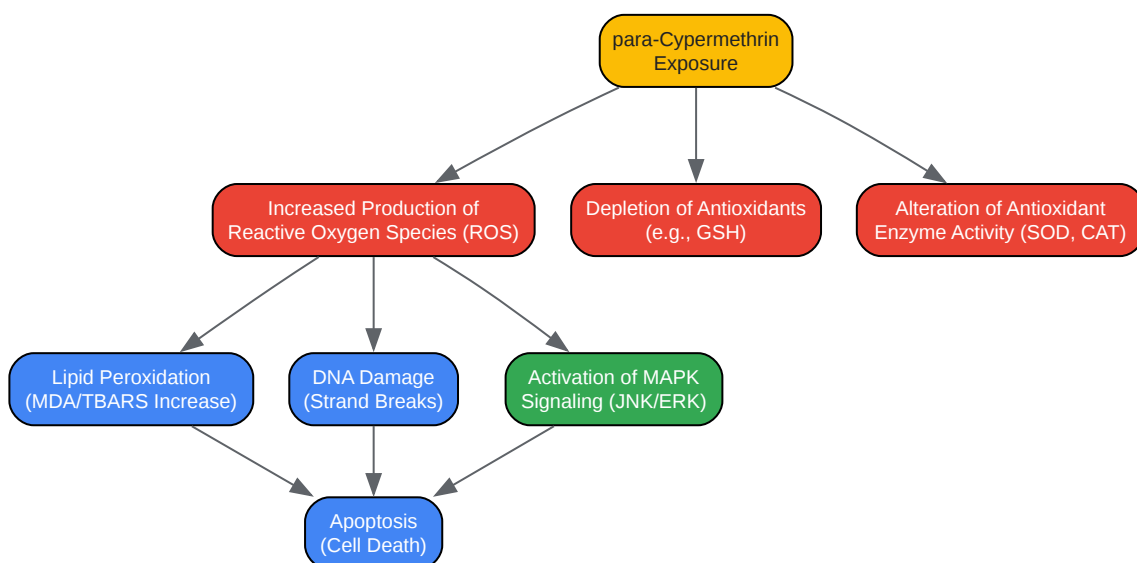 para-Cypermethrin
Exposure
Increased Production of
Reactive Oxygen Species (ROS)
Depletion of Antioxidants
(e.g., GSH)
Alteration of Antioxidant
Enzyme Activity (SOD, CAT)
Lipid Peroxidation
(MDA/TBARS Increase)
DNA Damage
(Strand Breaks)
Activation of MAPK
Signaling (JNK/ERK)
Apoptosis
(Cell Death)